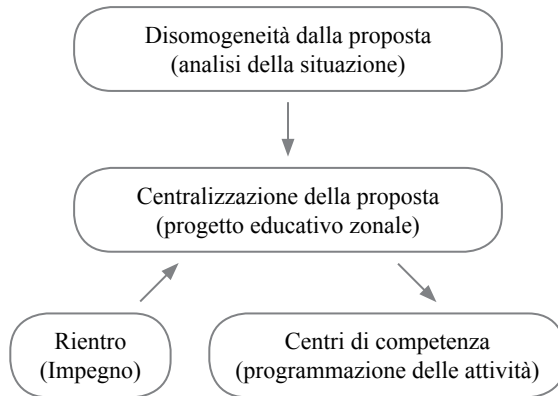 Disomogeneità dalla proposta
(analisi della situazione)
Centralizzazione della proposta
(progetto educativo zonale)
Rientro
(Impegno)
Centri di competenza
(programmazione delle attività)